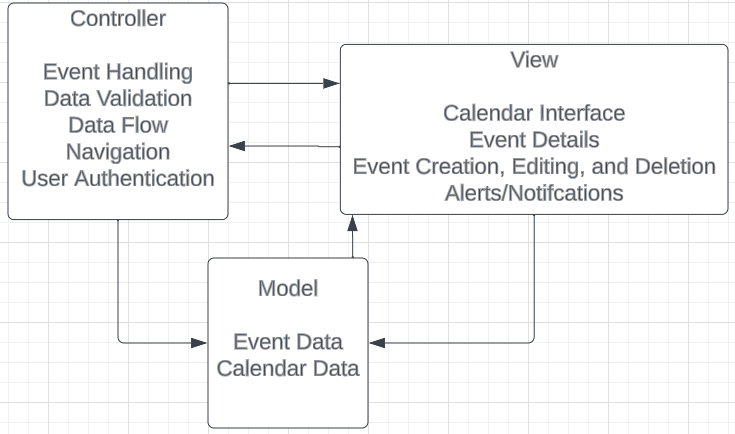 Controller
Event Handling
Data Validation
Data Flow
Navigation
User Authentication
View
Calendar Interface
Event Details
Event Creation, Editing, and Deletion
Alerts/Notifcations
Model
Event Data
Calendar Data